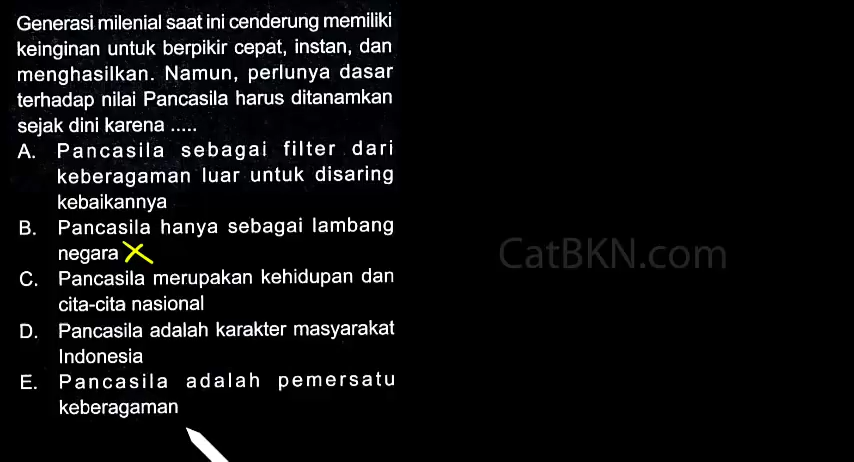 Generasi milenial saat ini cenderung memiliki
keinginan untuk berpikir cepat, instan, dan
menghasilkan. Namun, perlunya dasar
terhadap nilai Pancasila harus ditanamkan
sejak dini karena .....
A. Pancasila sebagai filter dari
keberagaman luar untuk disaring
kebaikannya
B. Pancasila hanya sebagai lambang
negara
C. Pancasila merupakan kehidupan dan
cita-cita nasional
D. Pancasila adalah karakter masyarakat
Indonesia
E. Pancasila adalah pemersatu
keberagaman
CatBKN.com